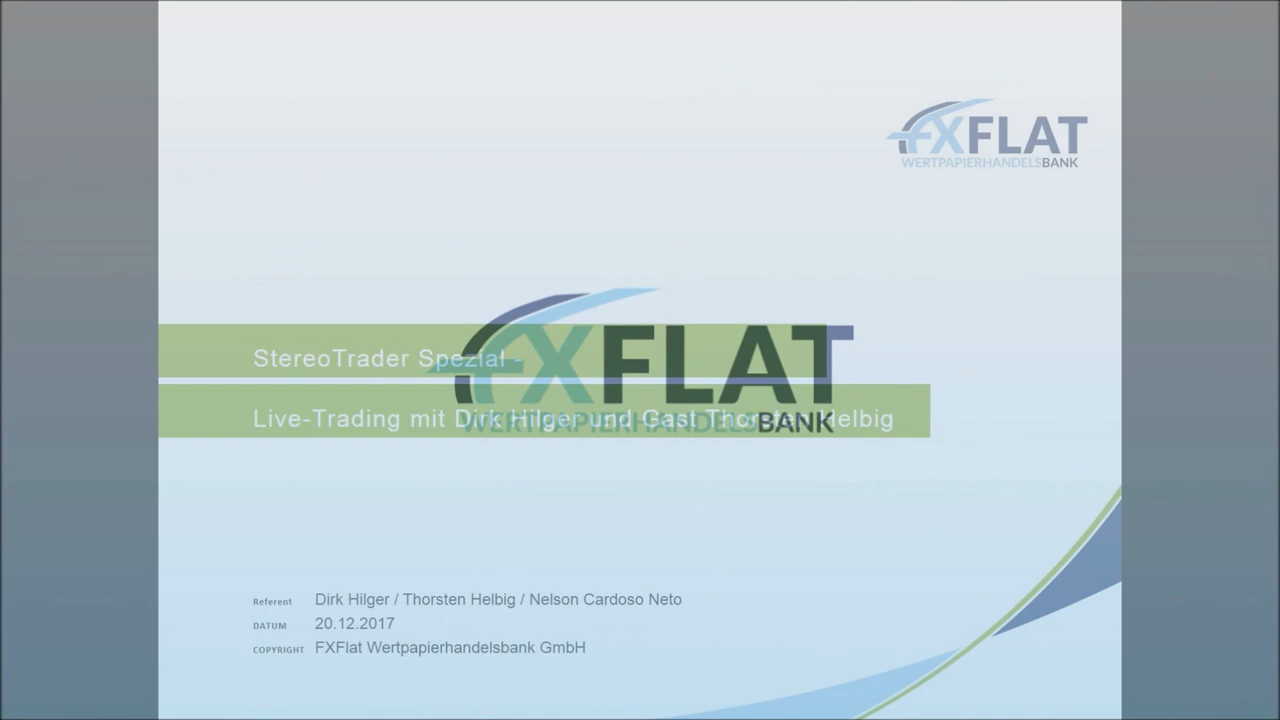 FXFLAT
WERTPAPIERHANDELSBANK
StereoTrader Spezial -
FXFLAT
Live-Trading mit Dirk Hilger und Gast Thorsten Helbig
WERTPAPIERHANDELSBANK
Referent Dirk Hilger / Thorsten Helbig / Nelson Cardoso Neto
DATUM 20.12.2017
COPYRIGHT FXFlat Wertpapierhandelsbank GmbH